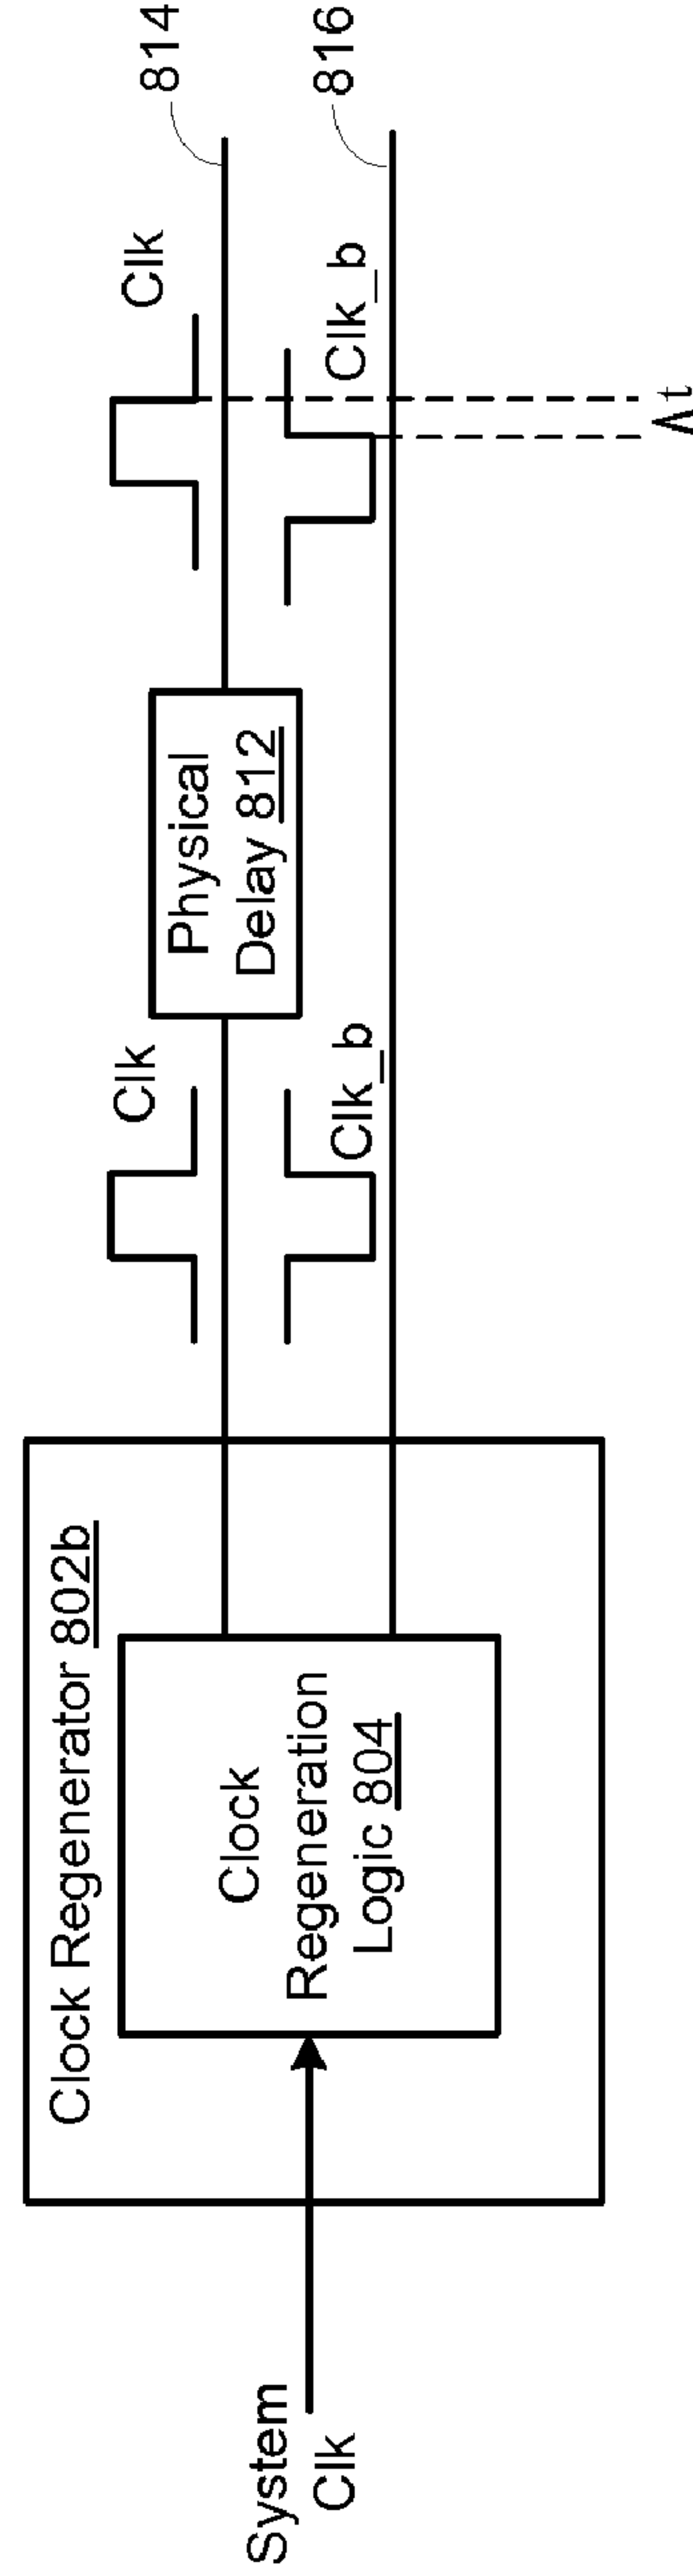 System
Clk
Clock Regenerator 802b
Clock
Regeneration
Logic 804
Clk
Clk_b
Physical
Delay 812
Clk
Clk_b
Δt
814
816